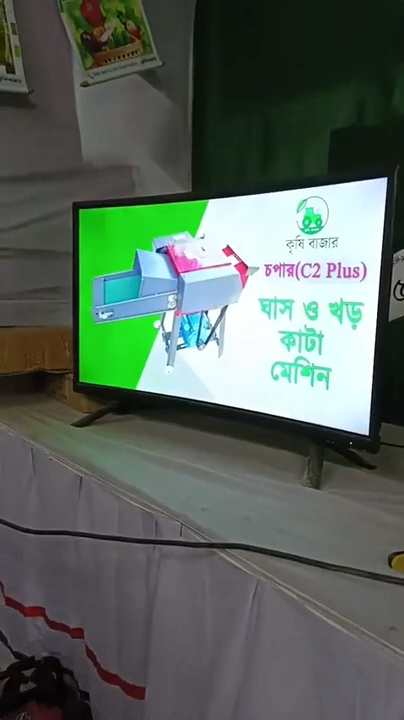 কৃষি বাজার
চপার(C2 Plus)
ঘাস ও খড়
কাটা
মেশিন